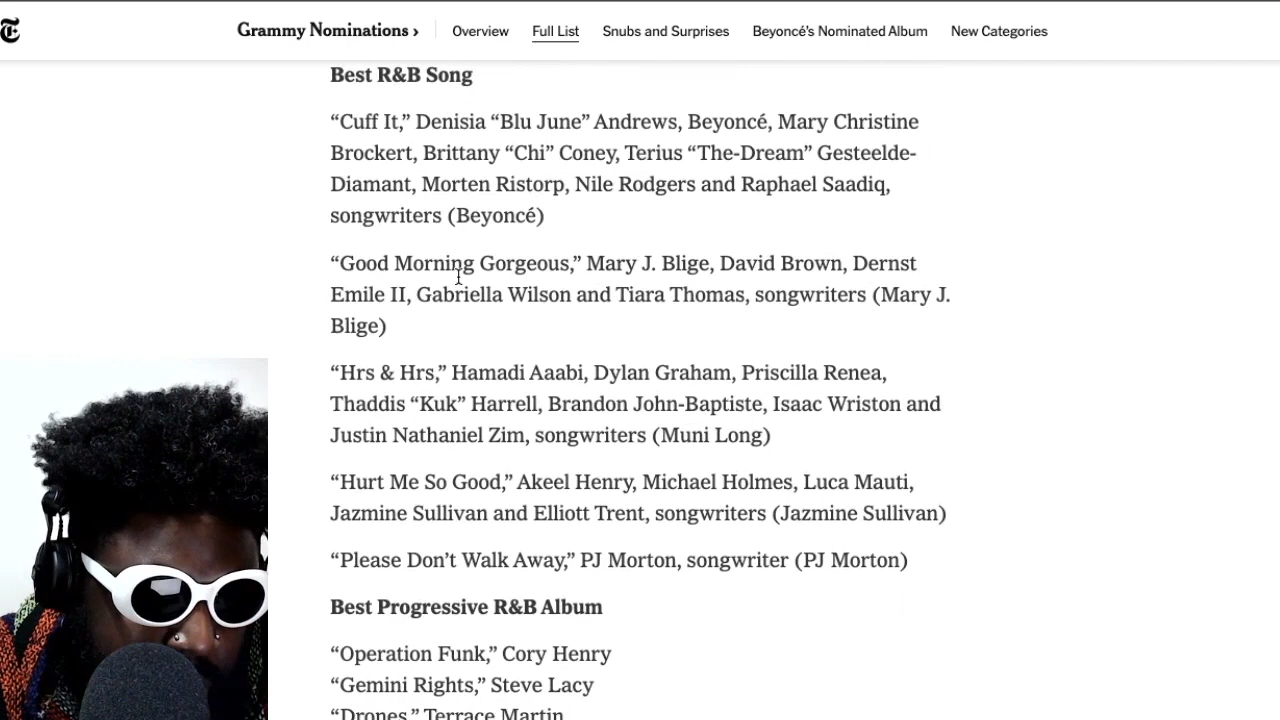 Grammy Nominations › Overview Full List Snubs and Surprises Beyoncé’s Nominated Album New Categories
Best R&B Song
“Cuff It,” Denisia “Blu June” Andrews, Beyoncé, Mary Christine
Brockert, Brittany “Chi” Coney, Terius “The-Dream” Gesteelde-
Diamant, Morten Ristorp, Nile Rodgers and Raphael Saadiq,
songwriters (Beyoncé)
“Good Morning Gorgeous,” Mary J. Blige, David Brown, Dernst
Emile II, Gabriella Wilson and Tiara Thomas, songwriters (Mary J.
Blige)
“Hrs & Hrs,” Hamadi Aaabi, Dylan Graham, Priscilla Renea,
Thaddis “Kuk” Harrell, Brandon John-Baptiste, Isaac Wriston and
Justin Nathaniel Zim, songwriters (Muni Long)
“Hurt Me So Good,” Akeel Henry, Michael Holmes, Luca Mauti,
Jazmine Sullivan and Elliott Trent, songwriters (Jazmine Sullivan)
“Please Don’t Walk Away,” PJ Morton, songwriter (PJ Morton)
Best Progressive R&B Album
“Operation Funk,” Cory Henry
“Gemini Rights,” Steve Lacy
“Drones,” Terrace Martin